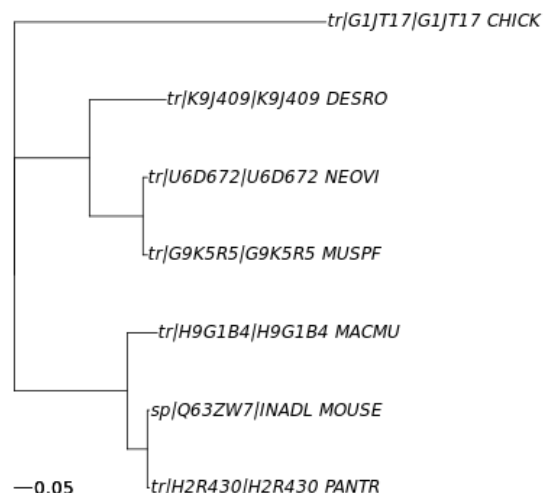 tr|G1JT17|G1JT17 CHICK
tr|K9J409|K9J409 DESRO
tr|U6D672|U6D672 NEOVI
tr|G9K5R5|G9K5R5 MUSPF
tr|H9G1B4|H9G1B4 MACMU
sp|Q63ZW7|INADL MOUSE
tr|H2R430|H2R430 PANTR
0.05